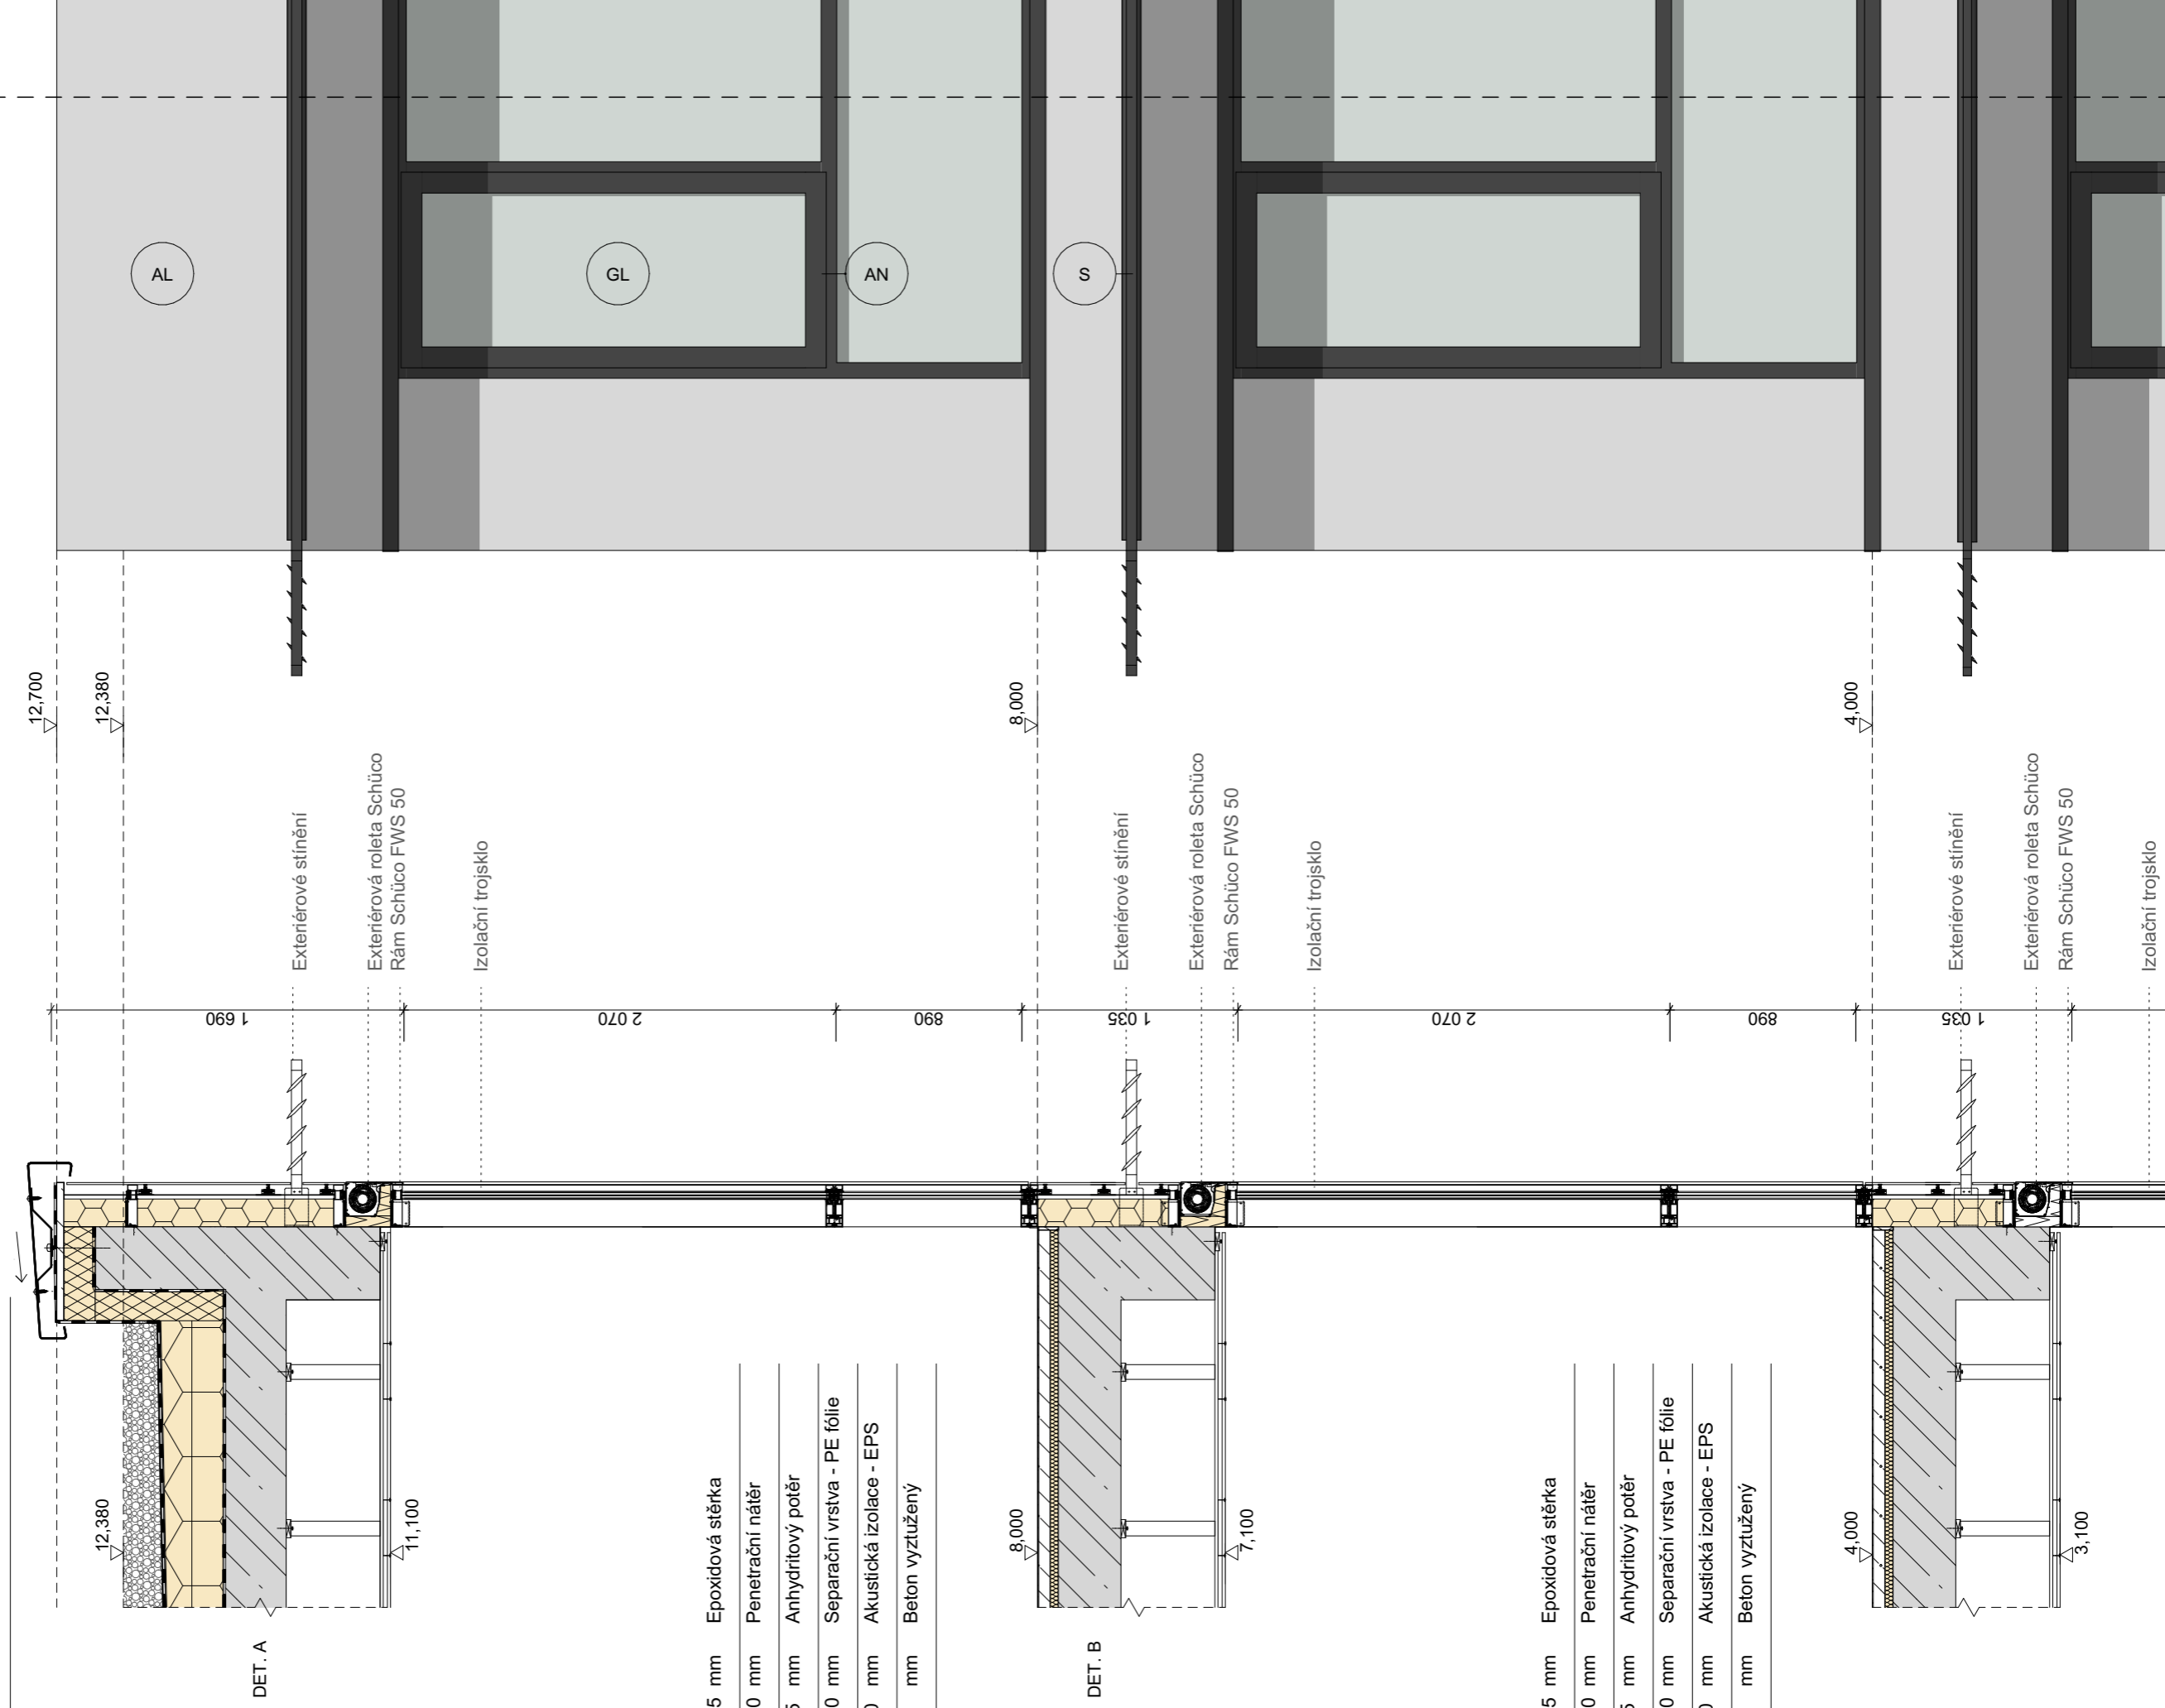 AL
GL
AN
S
12,700
12,380
8,000
4,000
Exteriérové stínění
Exteriérová roleta Schüco
Rám Schüco FWS 50
Izolační trojsklo
Exteriérové stínění
Exteriérová roleta Schüco
Rám Schüco FWS 50
Izolační trojsklo
Exteriérové stínění
Exteriérová roleta Schüco
Rám Schüco FWS 50
Izolační trojsklo
1 690
2 070
890
1 035
2 070
890
1 035
12,380
11,100
8,000
7,100
4,000
3,100
DET. A
mm Epoxidová stěrka
mm Penetrační nátěr
mm Anhydritový potěr
mm Separační vrstva - PE fólie
mm Akustická izolace - EPS
mm Beton vyztužený
DET. B
mm Epoxidová stěrka
mm Penetrační nátěr
mm Anhydritový potěr
mm Separační vrstva - PE fólie
mm Akustická izolace - EPS
mm Beton vyztužený